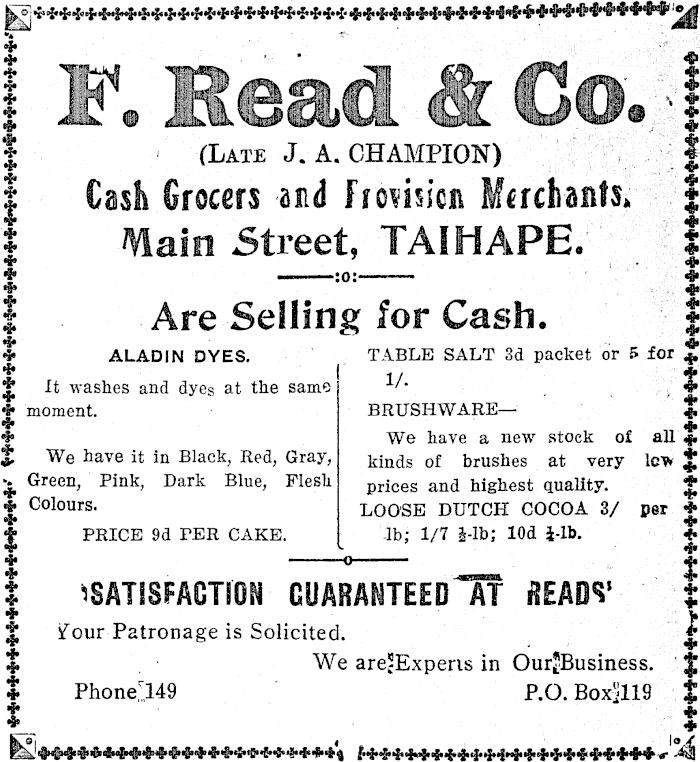 F. Read & Co.
(LATE J. A. CHAMPION)
Cash Grocers and Provision Merchants.
Main Street, TAIHAPE.
:o:
Are Selling for Cash.
ALADIN DYES.
It washes and dyes at the same
moment.
We have it in Black, Red, Gray,
Green, Pink, Dark Blue, Flesh
Colours.
PRICE 9d PER CAKE.
TABLE SALT 3d packet or 5 for
1/.
BRUSHWARE—
We have a new stock of all
kinds of brushes at very low
prices and highest quality.
LOOSE DUTCH COCOA 3/ per
lb; 1/7 ½-lb; 10d ¼-lb.
'SATISFACTION GUARANTEED AT READS'
Your Patronage is Solicited.
We are Experts in Our Business.
Phone 149
P.O. Box 119